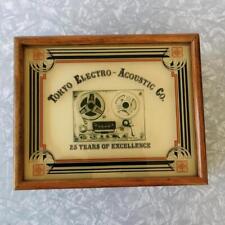 Tokyo Electro-Acoustic Co.
25 YEARS OF EXCELLENCE